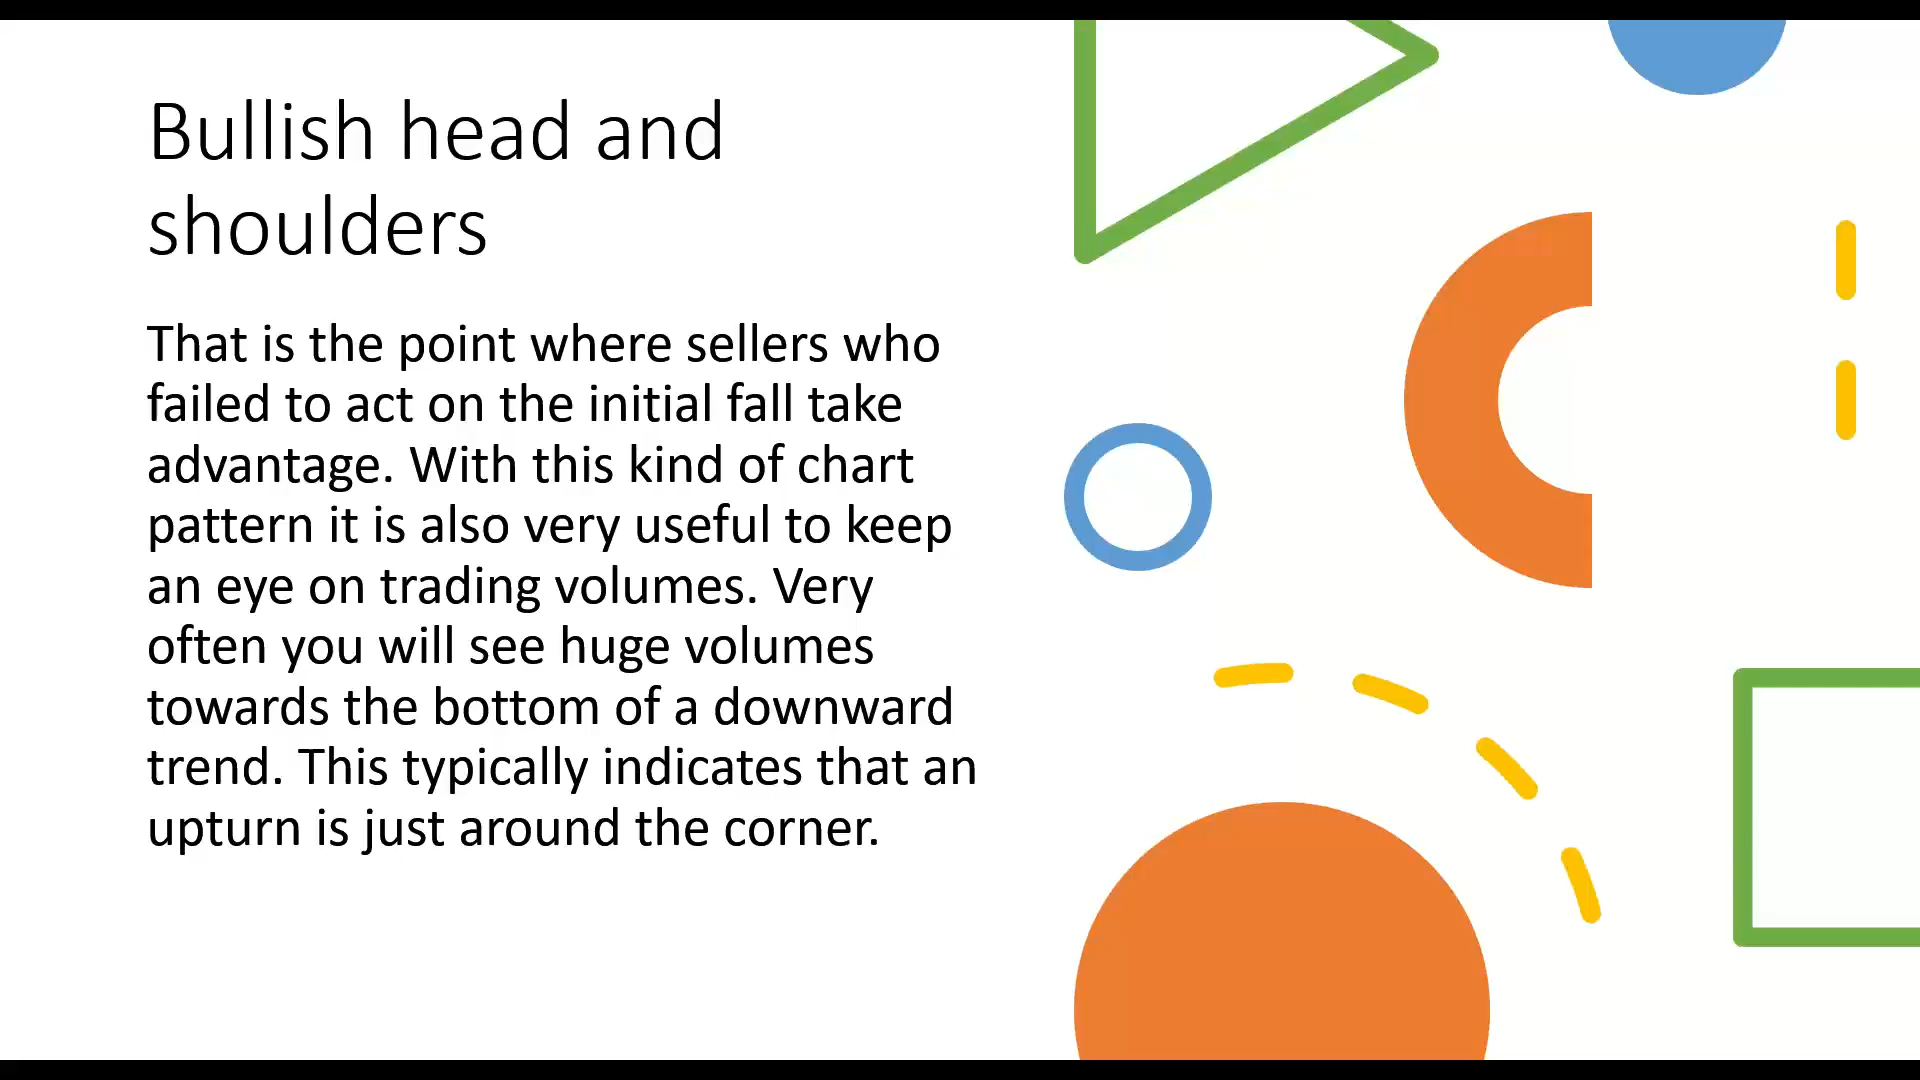 Bullish head and
shoulders
That is the point where sellers who
failed to act on the initial fall take
advantage. With this kind of chart
pattern it is also very useful to keep
an eye on trading volumes. Very
often you will see huge volumes
towards the bottom of a downward
trend. This typically indicates that an
upturn is just around the corner.